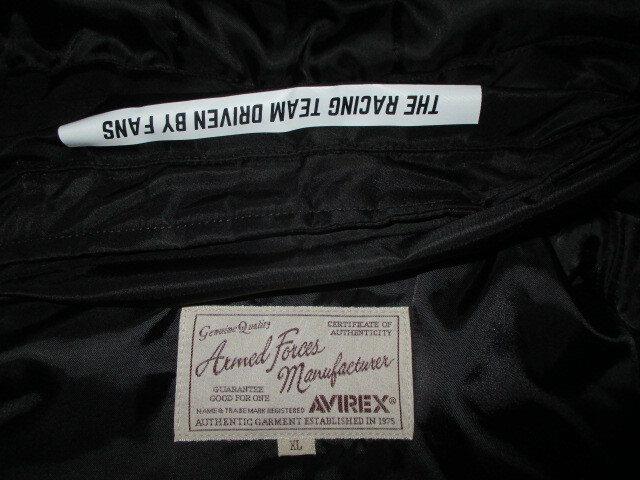 THE RACING TEAM DRIVEN BY FANS
Genuine Quality
CERTIFICATE OF
AUTHENTICITY
Armed Forces
Manufacturer
GUARANTEE
GOOD FOR ONE
NAME & TRADEMARK REGISTERED
AVIREX®
AUTHENTIC GARMENT ESTABLISHED IN 1975
XL